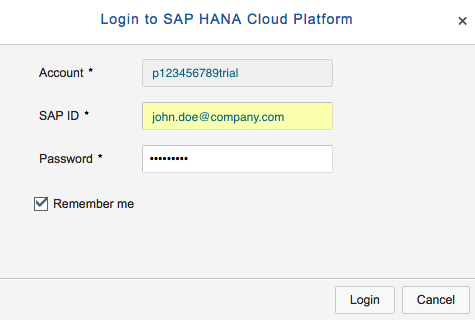 Login to SAP HANA Cloud Platform ×
Account * p123456789trial
SAP ID * john.doe@company.com
Password * •••••••••
Remember me
Login Cancel